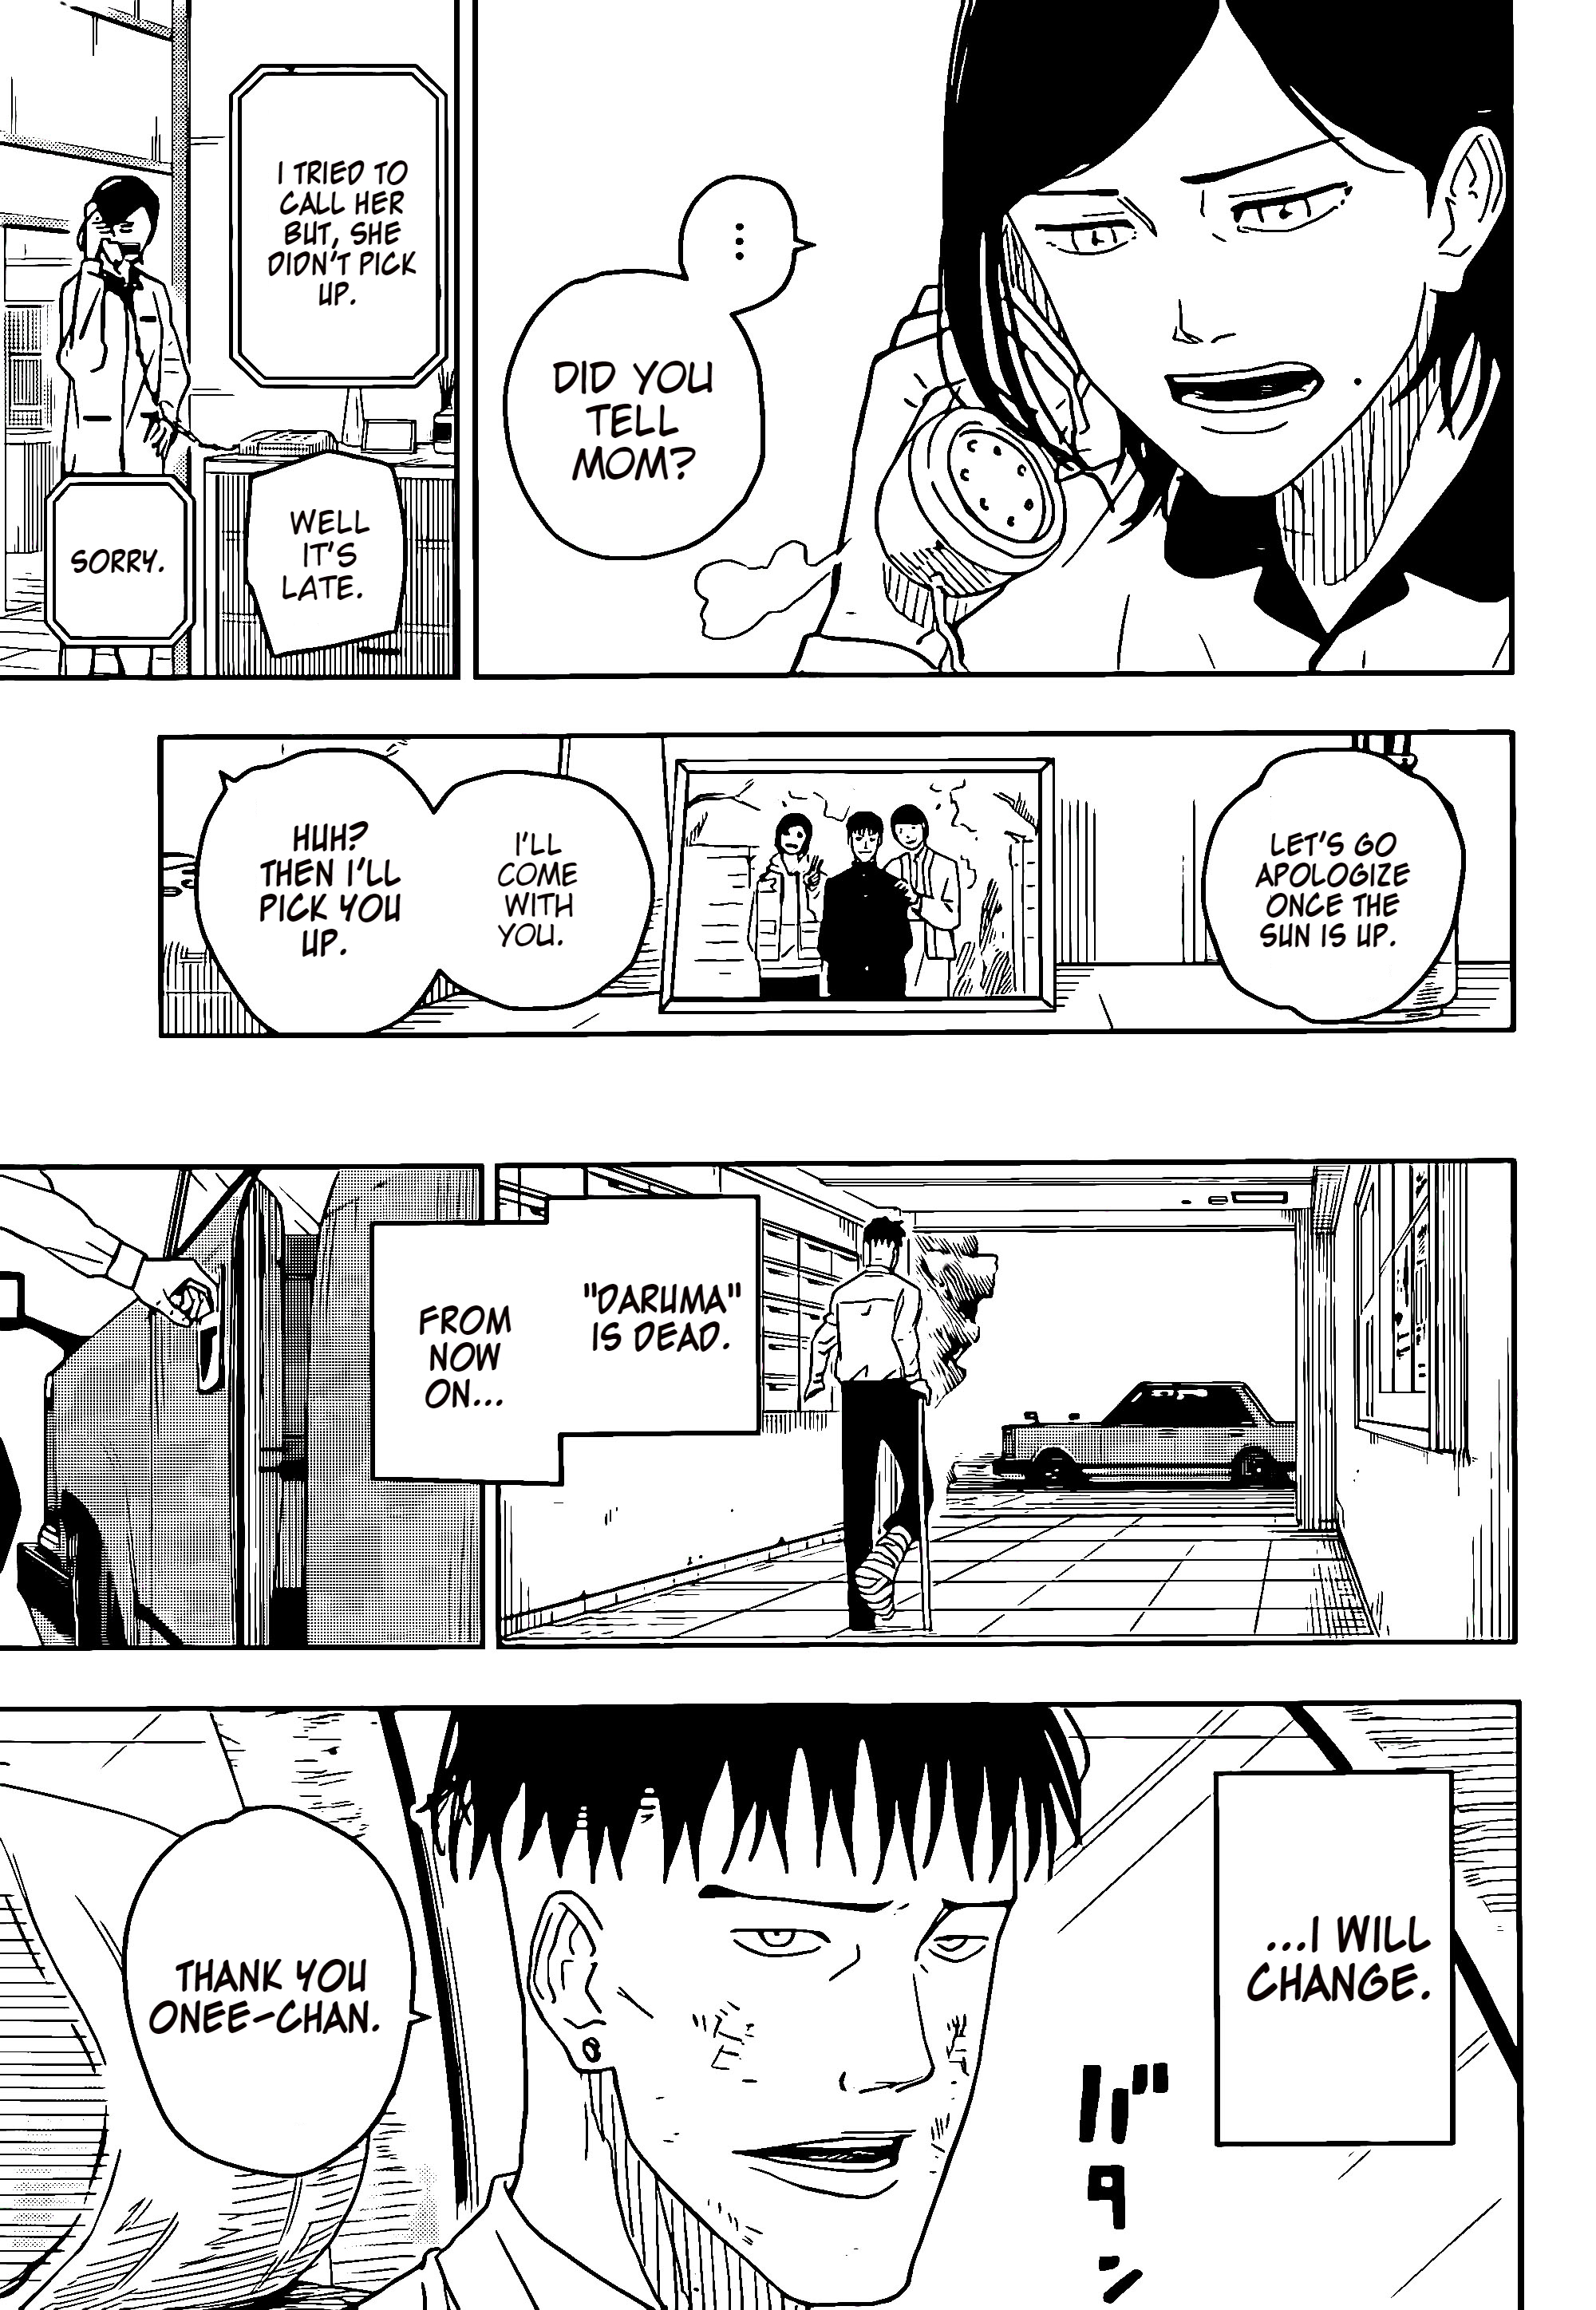 ...
DID YOU
TELL
MOM?
I TRIED TO
CALL HER
BUT, SHE
DIDN'T PICK
UP.
WELL
IT'S
LATE.
SORRY.
LET'S GO
APOLOGIZE
ONCE THE
SUN IS UP.
I'LL
COME
WITH
YOU.
HUH?
THEN I'LL
PICK YOU
UP.
"DARUMA"
IS DEAD.
FROM
NOW
ON...
...I WILL
CHANGE.
バタン
THANK YOU
ONEE-CHAN.